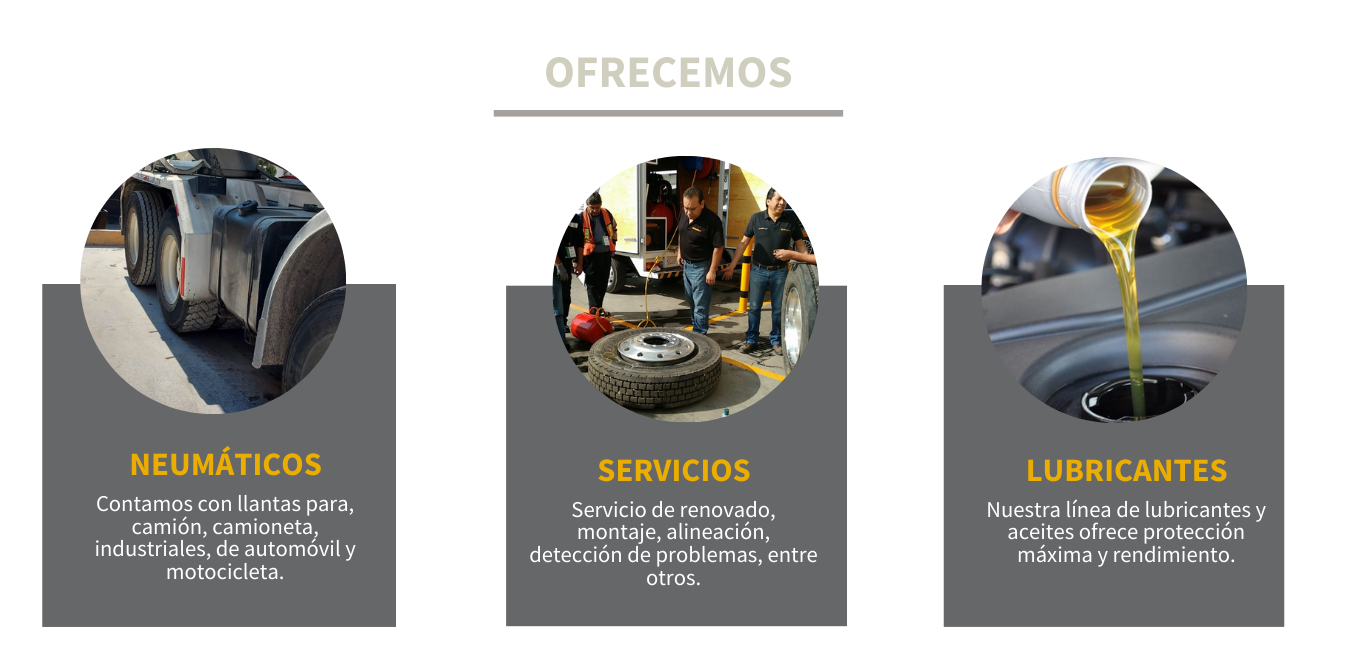 OFRECEMOS
NEUMÁTICOS
Contamos con llantas para,
camión, camioneta,
industriales, de automóvil y
motocicleta.
SERVICIOS
Servicio de renovado,
montaje, alineación,
detección de problemas, entre
otros.
LUBRICANTES
Nuestra línea de lubricantes y
aceites ofrece protección
máxima y rendimiento.